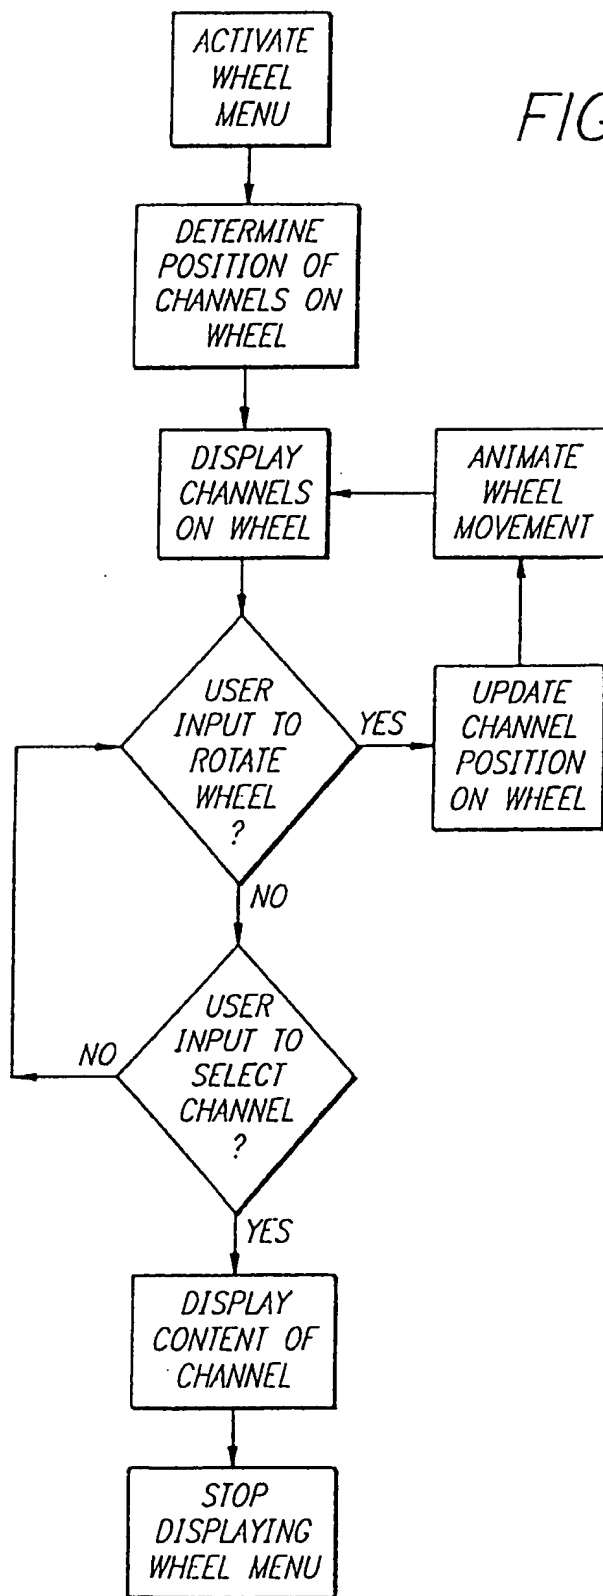 ACTIVATE
WHEEL
MENU
FIG
DETERMINE
POSITION OF
CHANNELS ON
WHEEL
DISPLAY
CHANNELS
ON WHEEL
ANIMATE
WHEEL
MOVEMENT
USER
INPUT TO
ROTATE
WHEEL
?
YES
UPDATE
CHANNEL
POSITION
ON WHEEL
NO
USER
INPUT TO
SELECT
CHANNEL
?
NO
YES
DISPLAY
CONTENT OF
CHANNEL
STOP
DISPLAYING
WHEEL MENU